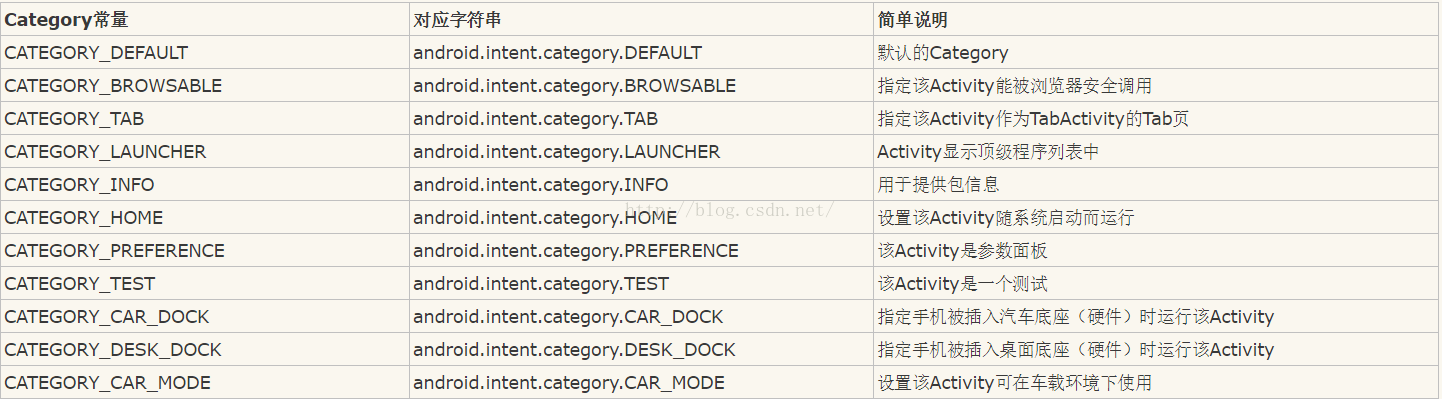 Category常量 对应字符串 简单说明
CATEGORY_DEFAULT android.intent.category.DEFAULT 默认的Category
CATEGORY_BROWSABLE android.intent.category.BROWSABLE 指定该Activity能被浏览器安全调用
CATEGORY_TAB android.intent.category.TAB 指定该Activity作为TabActivity的Tab页
CATEGORY_LAUNCHER android.intent.category.LAUNCHER Activity显示顶级程序列表中
CATEGORY_INFO android.intent.category.INFO 用于提供包信息
CATEGORY_HOME android.intent.category.HOME 设置该Activity随系统启动而运行
http://blog.csdn.net/
CATEGORY_PREFERENCE android.intent.category.PREFERENCE 该Activity是参数面板
CATEGORY_TEST android.intent.category.TEST 该Activity是一个测试
CATEGORY_CAR_DOCK android.intent.category.CAR_DOCK 指定手机被插入汽车底座（硬件）时运行该Activity
CATEGORY_DESK_DOCK android.intent.category.DESK_DOCK 指定手机被插入桌面底座（硬件）时运行该Activity
CATEGORY_CAR_MODE android.intent.category.CAR_MODE 设置该Activity可在车载环境下使用